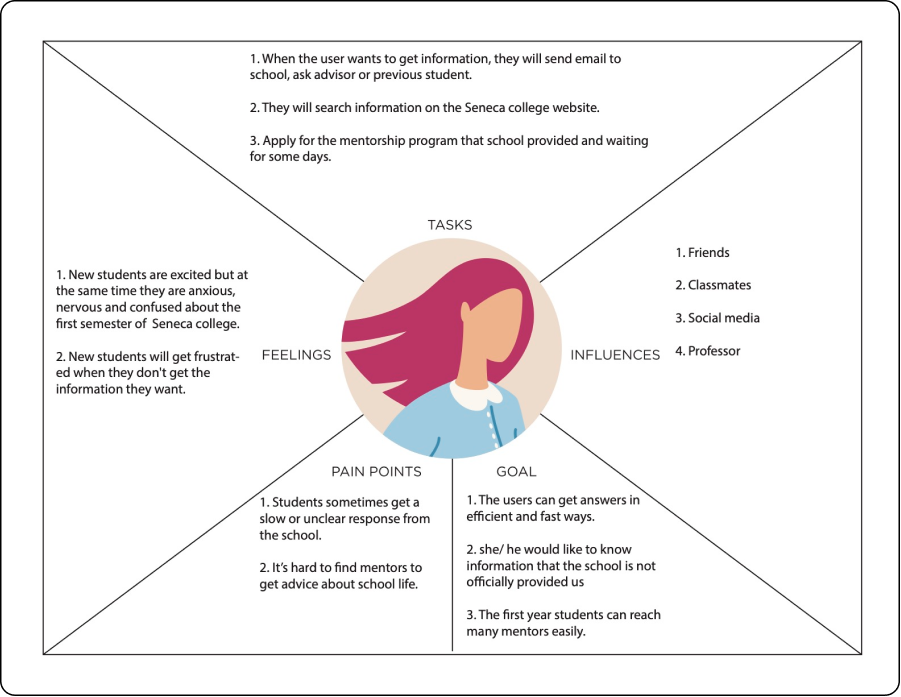 1. When the user wants to get information, they will send email to
school, ask advisor or previous student.
2. They will search information on the Seneca college website.
3. Apply for the mentorship program that school provided and waiting
for some days.
TASKS
1. New students are excited but at
the same time they are anxious,
nervous and confused about the
first semester of Seneca college.
2. New students will get frustrat-
ed when they don't get the
information they want.
FEELINGS
INFLUENCES
1. Friends
2. Classmates
3. Social media
4. Professor
PAIN POINTS
1. Students sometimes get a
slow or unclear response from
the school.
2. It's hard to find mentors to
get advice about school life.
GOAL
1. The users can get answers in
efficient and fast ways.
2. she/ he would like to know
information that the school is not
officially provided us
3. The first year students can reach
many mentors easily.